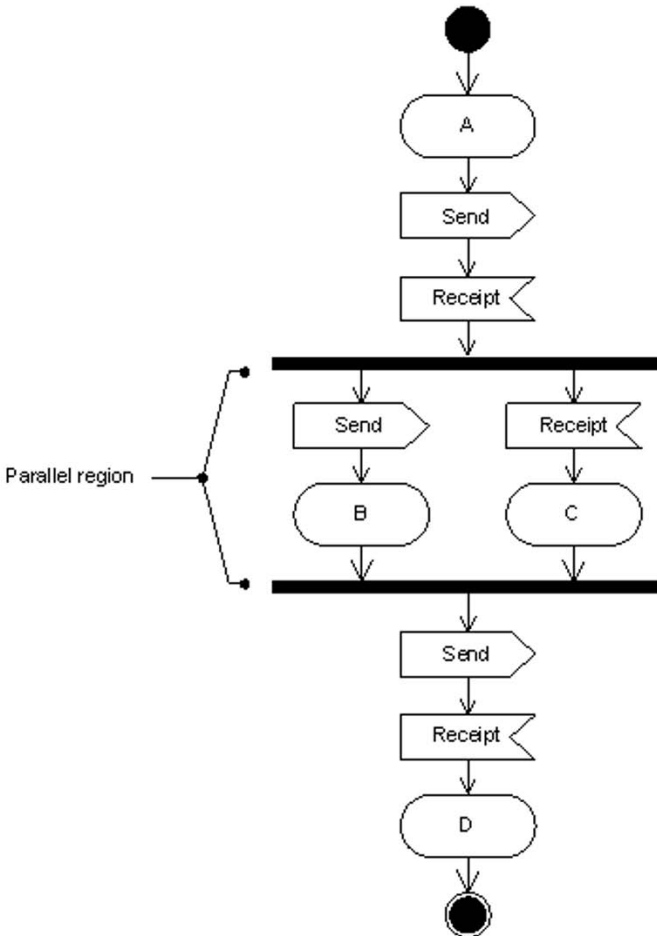 A
Send
Receipt
Send
Receipt
Parallel region
B
C
Send
Receipt
D